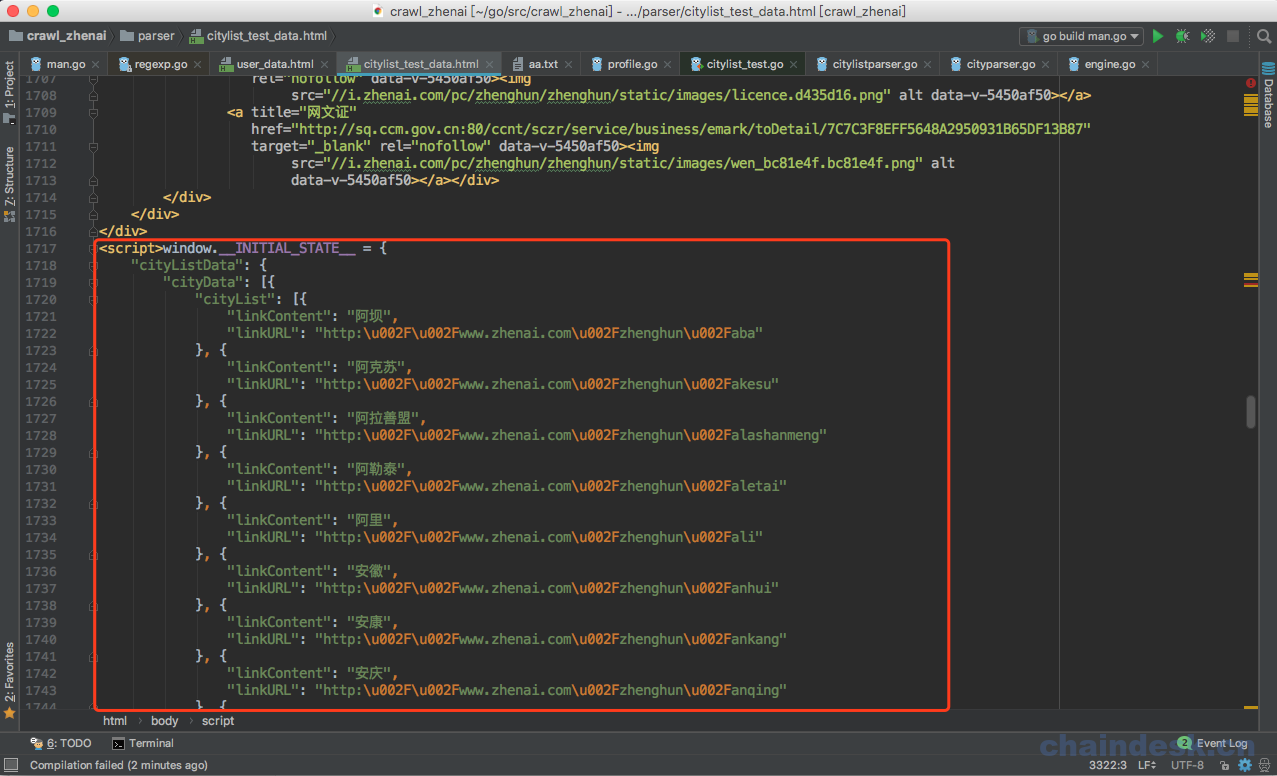 crawl_zhenai [~/go/src/crawl_zhenai] - .../parser/citylist_test_data.html [crawl_zhenai]
crawl_zhenai parser citylist_test_data.html go build man.go
man.go regexp.go user_data.html citylist_test_data.html aa.txt profile.go citylist_test.go citylistparser.go cityparser.go engine.go
1: Project
7: Structure
2: Favorites
Database
1707 rel="nofollow" data-v-5450af50><img
1708 src="//i.zhenai.com/pc/zhenghun/zhenghun/static/images/licence.d435d16.png" alt data-v-5450af50></a>
1709 <a title="网文证"
1710 href="http://sq.ccm.gov.cn:80/ccnt/sczr/service/business/emark/toDetail/7C7C3F8EFF5648A2950931B65DF13B87"
1711 target="_blank" rel="nofollow" data-v-5450af50><img
1712 src="//i.zhenai.com/pc/zhenghun/zhenghun/static/images/wen_bc81e4f.bc81e4f.png" alt
1713 data-v-5450af50></a></div>
1714 </div>
1715 </div>
1716 </div>
1717 <script>window.__INITIAL_STATE__ = {
1718 "cityListData": {
1719 "cityData": [{
1720 "cityList": [{
1721 "linkContent": "阿坝",
1722 "linkURL": "http:\u002F\u002Fwww.zhenai.com\u002Fzhenghun\u002Faba"
1723 }, {
1724 "linkContent": "阿克苏",
1725 "linkURL": "http:\u002F\u002Fwww.zhenai.com\u002Fzhenghun\u002Fakesu"
1726 }, {
1727 "linkContent": "阿拉善盟",
1728 "linkURL": "http:\u002F\u002Fwww.zhenai.com\u002Fzhenghun\u002Falashanmeng"
1729 }, {
1730 "linkContent": "阿勒泰",
1731 "linkURL": "http:\u002F\u002Fwww.zhenai.com\u002Fzhenghun\u002Faletai"
1732 }, {
1733 "linkContent": "阿里",
1734 "linkURL": "http:\u002F\u002Fwww.zhenai.com\u002Fzhenghun\u002Fali"
1735 }, {
1736 "linkContent": "安徽",
1737 "linkURL": "http:\u002F\u002Fwww.zhenai.com\u002Fzhenghun\u002Fanhui"
1738 }, {
1739 "linkContent": "安康",
1740 "linkURL": "http:\u002F\u002Fwww.zhenai.com\u002Fzhenghun\u002Fankang"
1741 }, {
1742 "linkContent": "安庆",
1743 "linkURL": "http:\u002F\u002Fwww.zhenai.com\u002Fzhenghun\u002Fanqing"
1744 }, {
html › body › script
6: TODO Terminal 2 Event Log
chaindesk.cn
Compilation failed (2 minutes ago) 3322:3 LF UTF-8